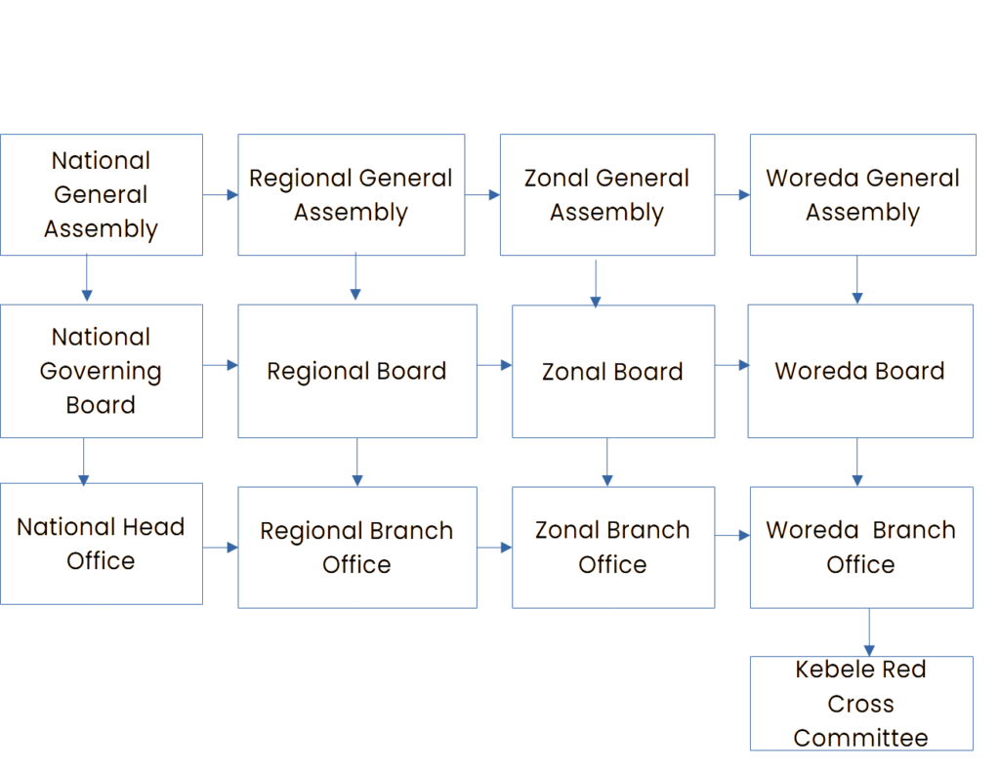 National
General
Assembly
Regional General
Assembly
Zonal General
Assembly
Woreda General
Assembly
National
Governing
Board
Regional Board
Zonal Board
Woreda Board
National Head
Office
Regional Branch
Office
Zonal Branch
Office
Woreda  Branch
Office
Kebele Red
Cross
Committee